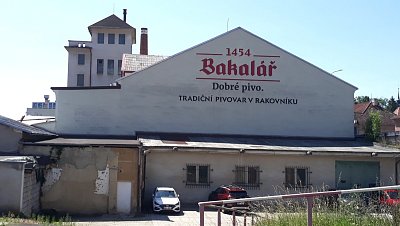 1454
Bakalář
Dobré pivo.
TRADIČNÍ PIVOVAR V RAKOVNÍKU